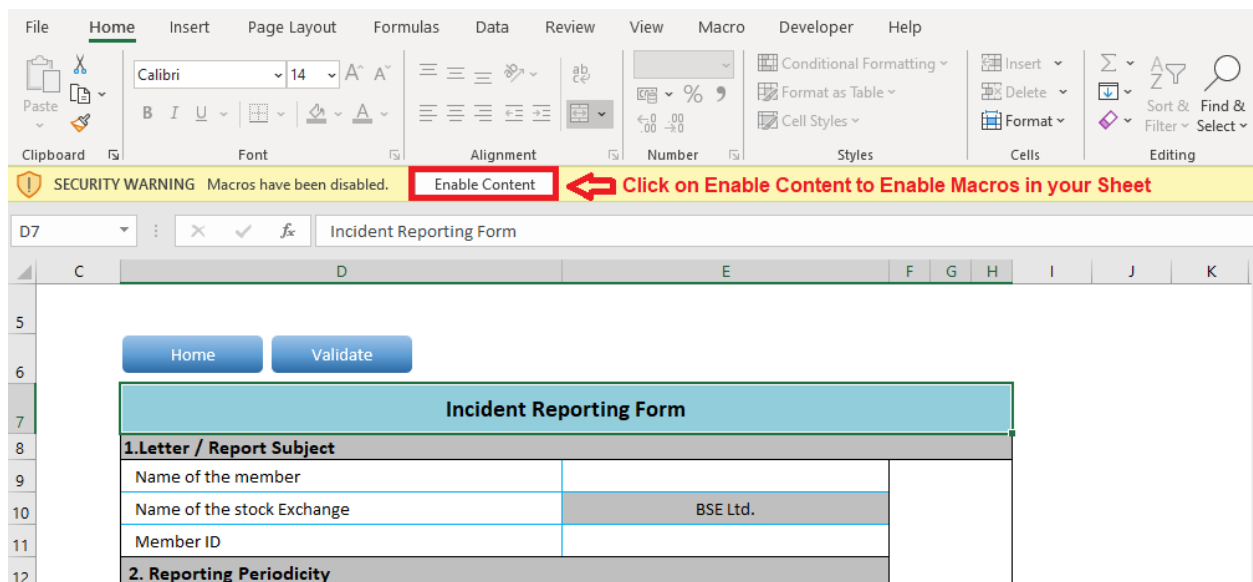 File Home Insert Page Layout Formulas Data Review View Macro Developer Help
Calibri 14 A A ab Conditional Formatting Insert Σ A
Paste % Format as Table Delete Z
B I U A .00 .00 Cell Styles Format Sort & Find &
Filter Select
Clipboard Font Alignment Number Styles Cells Editing
SECURITY WARNING Macros have been disabled. Enable Content Click on Enable Content to Enable Macros in your Sheet
D7 fx Incident Reporting Form
C D E F G H I J K
5
6 Home Validate
7 Incident Reporting Form
8 1.Letter / Report Subject
9 Name of the member
10 Name of the stock Exchange BSE Ltd.
11 Member ID
12 2. Reporting Periodicity